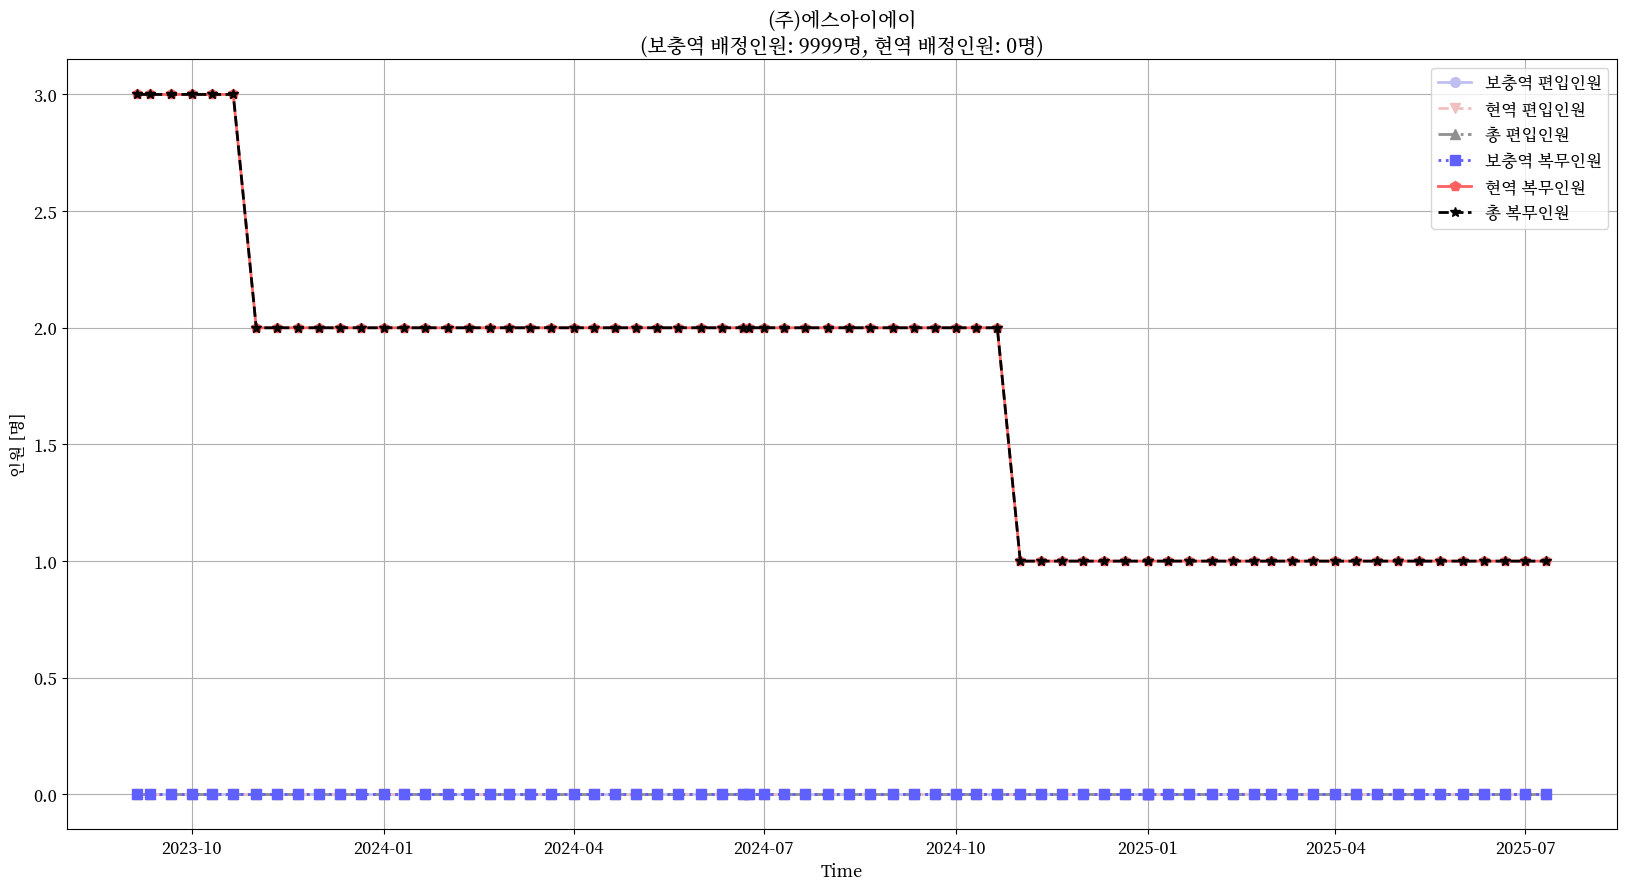 (주)에스아이에이
(보충역 배정인원: 9999명, 현역 배정인원: 0명)
보충역 편입인원
현역 편입인원
총 편입인원
보충역 복무인원
현역 복무인원
총 복무인원
3.0
2.5
2.0
1.5
1.0
0.5
0.0
인원 [명]
2023-10 2024-01 2024-04 2024-07 2024-10 2025-01 2025-04 2025-07
Time